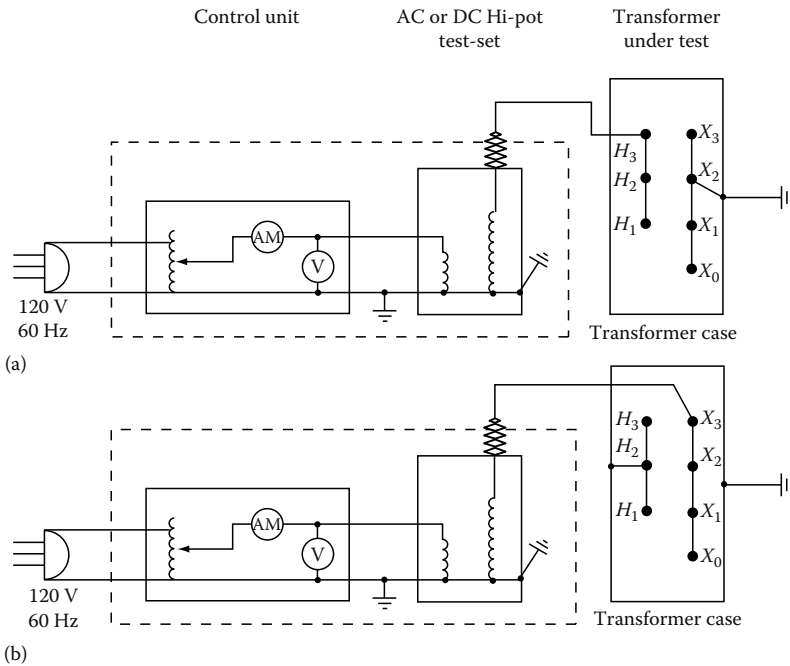 Control unit
AC or DC Hi-pot
test-set
Transformer
under test
H3
H2
H1
X3
X2
X1
X0
AM
V
120 V
60 Hz
Transformer case
(a)
H3
H2
H1
X3
X2
X1
X0
AM
V
120 V
60 Hz
Transformer case
(b)